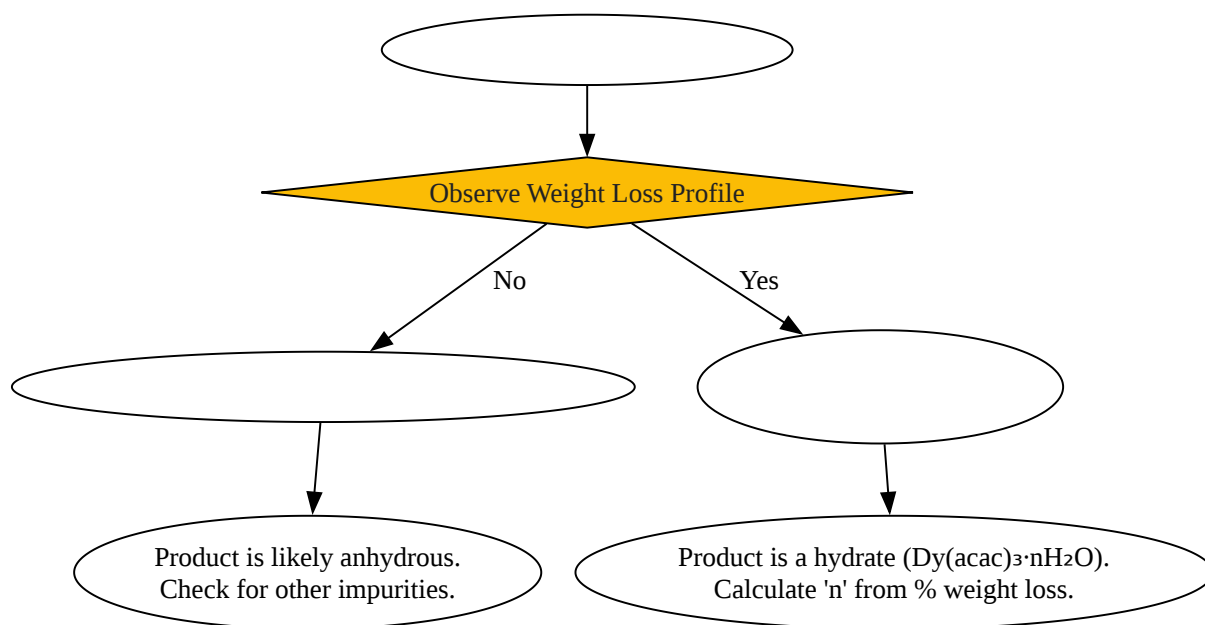 Observe Weight Loss Profile
No
Yes
Product is likely anhydrous.
Check for other impurities.
Product is a hydrate (Dy(acac)₃·nH₂O).
Calculate 'n' from % weight loss.